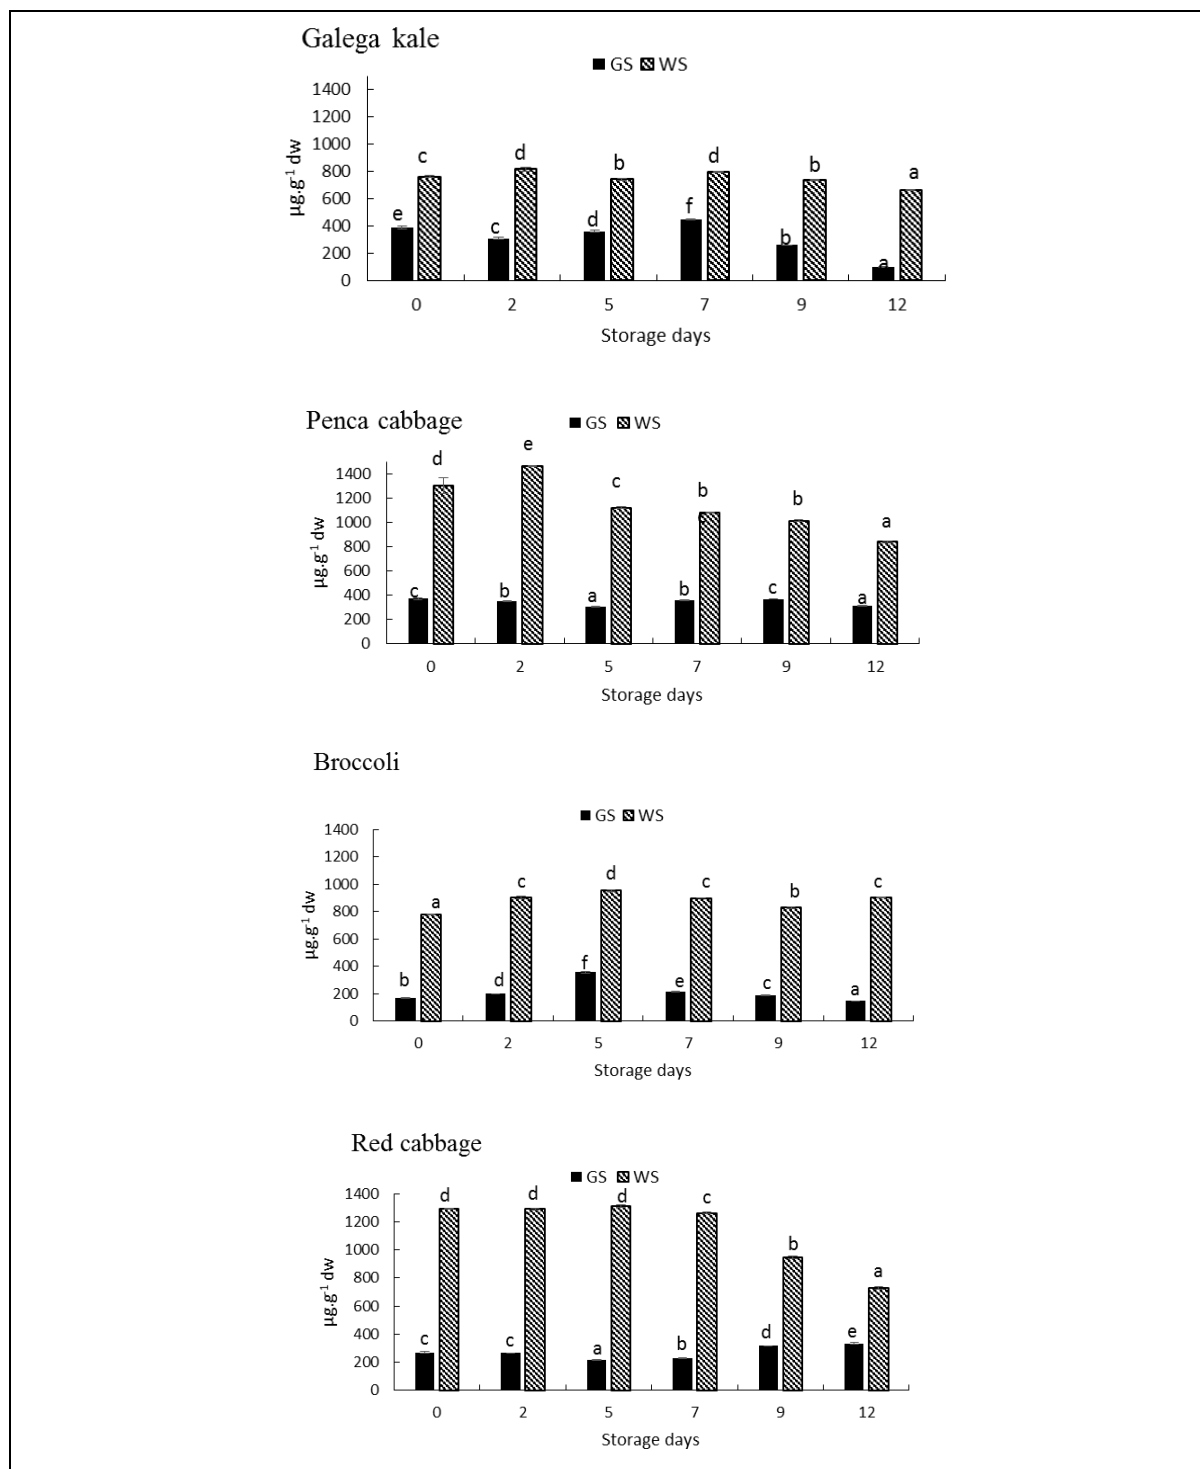 Galega kale
GS WS
1400
1200
1000
800
600
400
200
0
µg.g-1 dw
e c c d d b f d b b a a
0 2 5 7 9 12
Storage days
Penca cabbage
GS WS
1400
1200
1000
800
600
400
200
0
µg.g-1 dw
c d b e a c b b c b a a
0 2 5 7 9 12
Storage days
Broccoli
GS WS
1400
1200
1000
800
600
400
200
0
µg.g-1 dw
b a d c f d e c c b a c
0 2 5 7 9 12
Storage days
Red cabbage
GS WS
1400
1200
1000
800
600
400
200
0
µg.g-1 dw
c d c d a d b c d b e a
0 2 5 7 9 12
Storage days